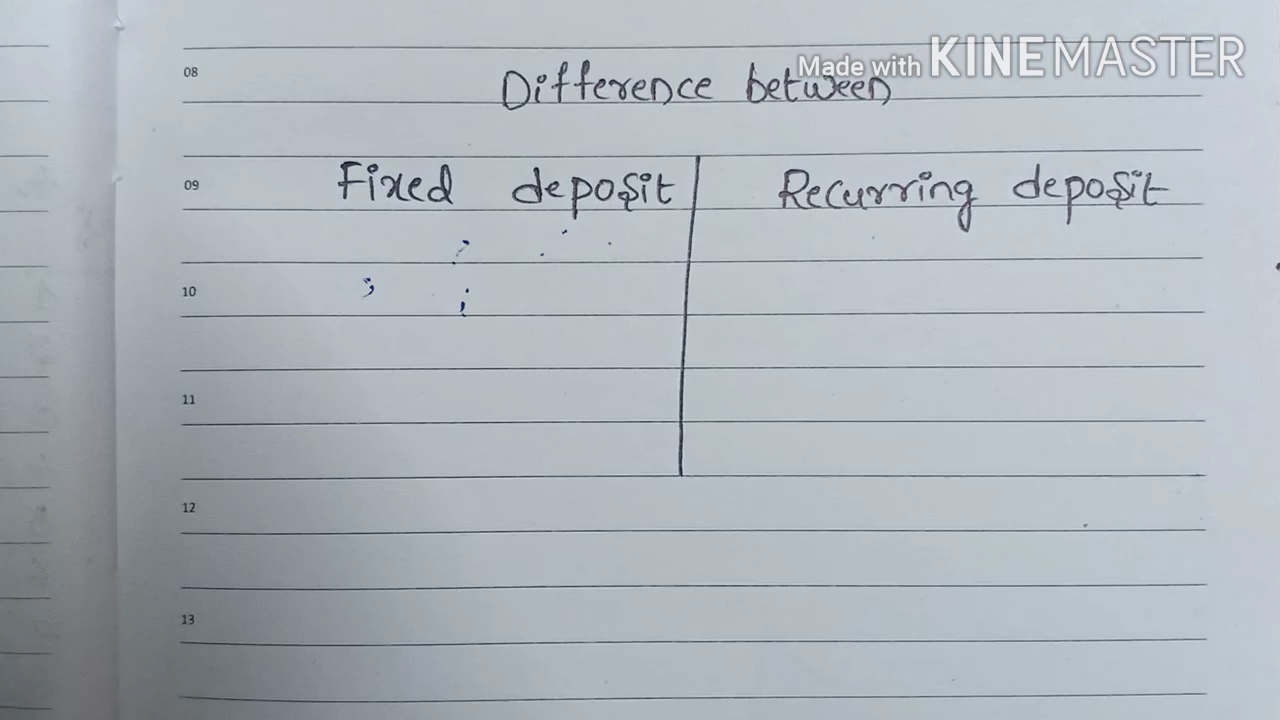 Made with KINEMASTER
08
Difference between
09
Fixed deposit
Recurring deposit
10
11
12
13